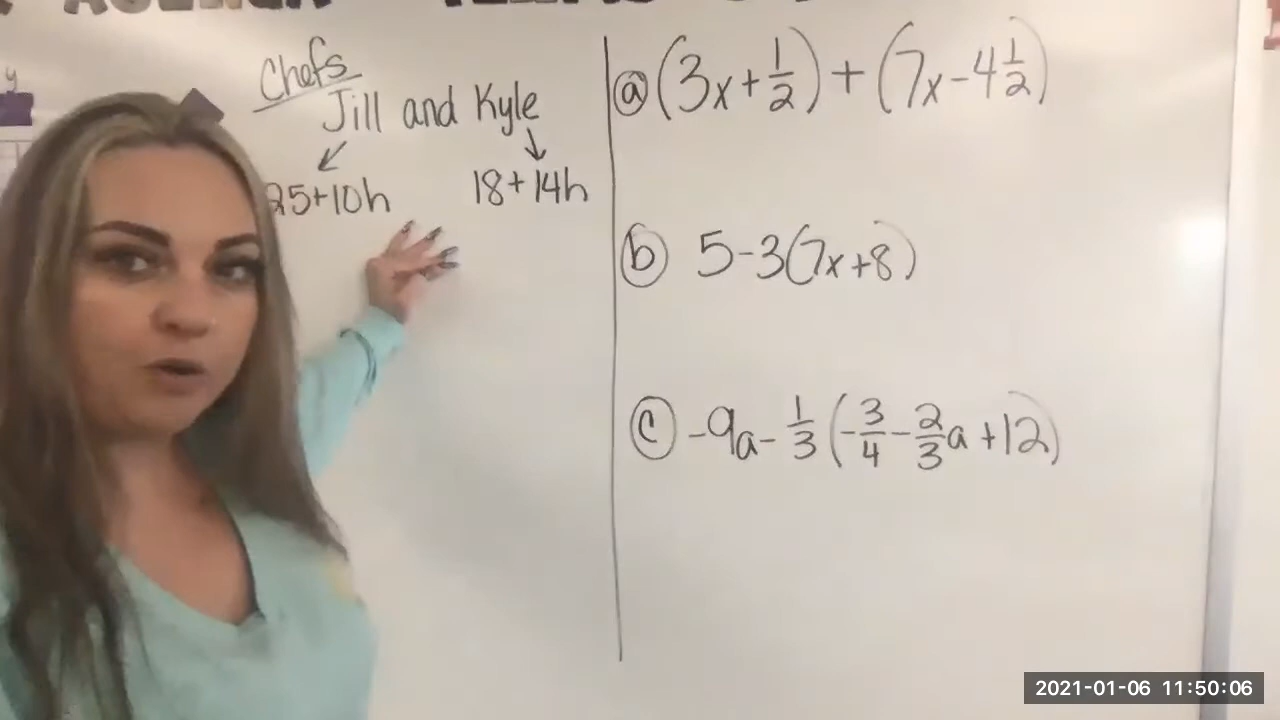 y
Chefs
Jill and Kyle
25+10h 18+14h
ⓐ (3x+1/2)+(7x-4 1/2)
ⓑ 5-3(7x+8)
ⓒ -9a-1/3(-3/4-2/3a+12)
2021-01-06 11:50:06